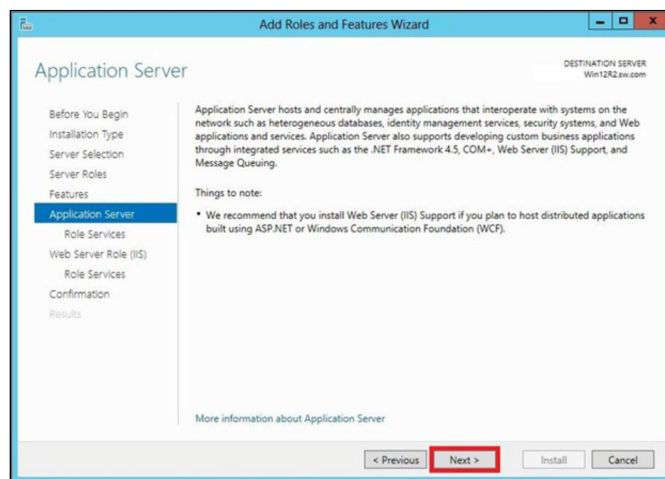 Add Roles and Features Wizard
Application Server
DESTINATION SERVER
Win12R2.sw.com
Before You Begin
Installation Type
Server Selection
Server Roles
Features
Application Server
Role Services
Web Server Role (IIS)
Role Services
Confirmation
Results
Application Server hosts and centrally manages applications that interoperate with systems on the
network such as heterogeneous databases, identity management services, security systems, and Web
applications and services. Application Server also supports developing custom business applications
through integrated services such as the .NET Framework 4.5, COM+, Web Server (IIS) Support, and
Message Queuing.
Things to note:
• We recommend that you install Web Server (IIS) Support if you plan to host distributed applications
built using ASP.NET or Windows Communication Foundation (WCF).
More information about Application Server
< Previous Next > Install Cancel